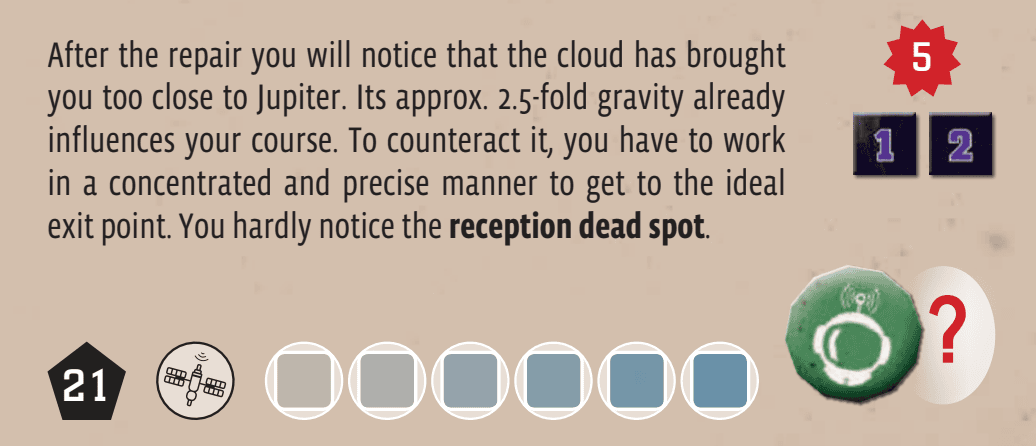 After the repair you will notice that the cloud has brought
you too close to Jupiter. Its approx. 2.5-fold gravity already
influences your course. To counteract it, you have to work
in a concentrated and precise manner to get to the ideal
exit point. You hardly notice the reception dead spot.
5
1 2
?
21